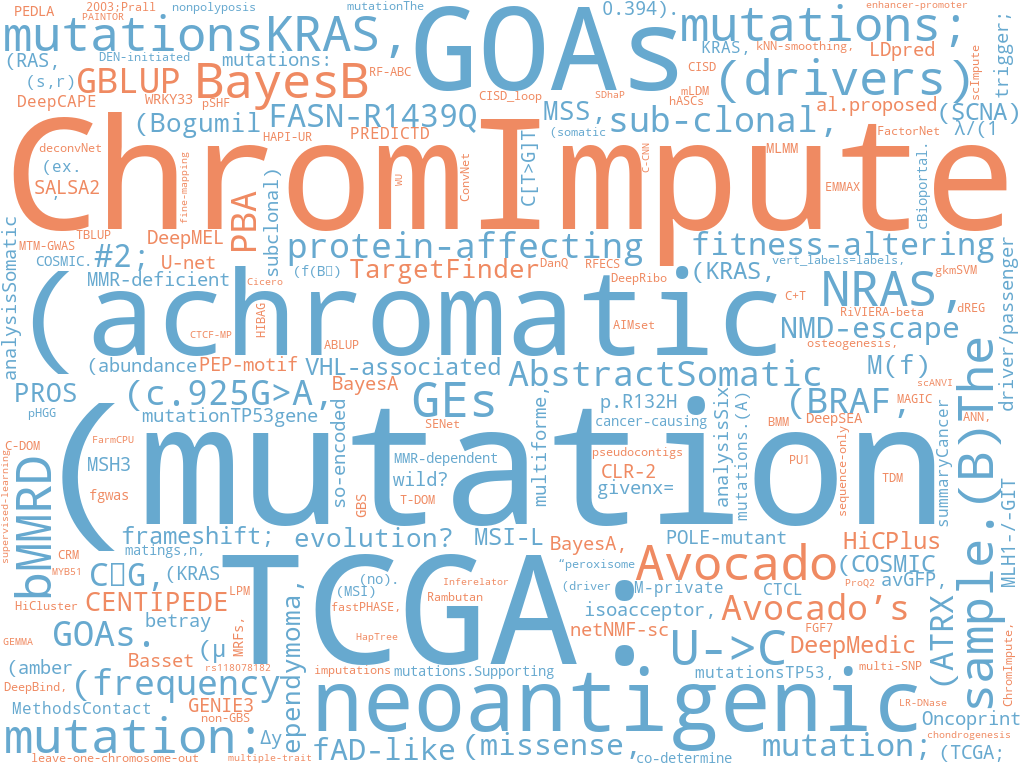 PEDLA
2003;Prall
PAINTOR
nonpolyposis
mutationThe
GOAs
0.394).
enhancer-promoter
mutationsKRAS,
mutations;
(RAS,
DEN-initiated
mutations:
KRAS,
kNN-smoothing,
LDpred
trigger;
(s,r)
GBLUP
BayesB
RF-ABC
CISD
(drivers)
scImpute
DeepCAPE
WRKY33
pSHF
CISD_loop
SDhaP
mLDM
hASCs
al.proposed
(SCNA)
(Bogumil
FASN-R1439Q
MSS,
sub-clonal,
FactorNet
λ/(1
HAPI-UR
PREDICTD
(somatic
ChromImpute
deconvNet
(ex.
SALSA2
,
fine-mapping
WU
ConvNet
C[T>G]T
C-CNN
MLMM
EMMAX
cBioportal.
PBA
subclonal)
analysisSomatic
TBLUP
DeepMEL
MTM-GWAS
#2;
COSMIC.
U-net
protein-affecting
fitness-altering
MMR-deficient
Cicero
TargetFinder
DanQ
RFECS
DeepRibo
(KRAS,
vert_labels=labels,
gkmSVM
driver/passenger
(achromatic
CTCF-MP
HIBAG
ABLUP
AIMset
C+T
NRAS,
RiVIERA-beta
dREG
NMD-escape
osteogenesis,
(abundance
PEP-motif
VHL-associated
AbstractSomatic
M(f)
PROS
pHGG
(c.925G>A,
BayesA
GEs
p.R132H
(BRAF,
scANVI
MAGIC
mutationTP53gene
SENet
cancer-causing
BMM
DeepSEA
ANN,
C-DOM
FarmCPU
(mutation
so-encoded
multiforme,
analysisSix
mutations.(A)
sequence-only
summaryCancer
sample.(B)The
supervised-learning
bMMRD
MSH3
fgwas
GBS
MMR-dependent
wild?
T-DOM
pseudocontigs
CLR-2
givenx=
PU1
TDM
MLH1-/-GIT
frameshift;
evolution?
MSI-L
POLE-mutant
CRM
matings,n,
BayesA,
HiCPlus
MYB51
(KRAS
TCGA:
"peroxisome
Avocado
(COSMIC
HiCluster
CENTIPEDE
LPM
(no).
(MSI)
Inferelator
(driver
M-private
CTCL
ProQ2
avGFP,
fastPHASE,
Rambutan
isoacceptor,
Avocado's
GEMMA
GOAs.
betray
MRFs,
ependymoma,
HapTree
netNMF-sc
FGF7
U->C
DeepMedic
(ATRX
(amber
Basset
(μ
rs118078182
imputations
mutations.Supporting
mutationsTP53,
multi-SNP
ChromImpute,
DeepBind,
(frequency
MethodsContact
GENIE3
non-GBS
neoantigenic
LR-DNase
Oncoprint
mutation:
Δy
chondrogenesis
leave-one-chromosome-out
multiple-trait
fAD-like
(missense,
co-determine
mutation;
(TCGA;